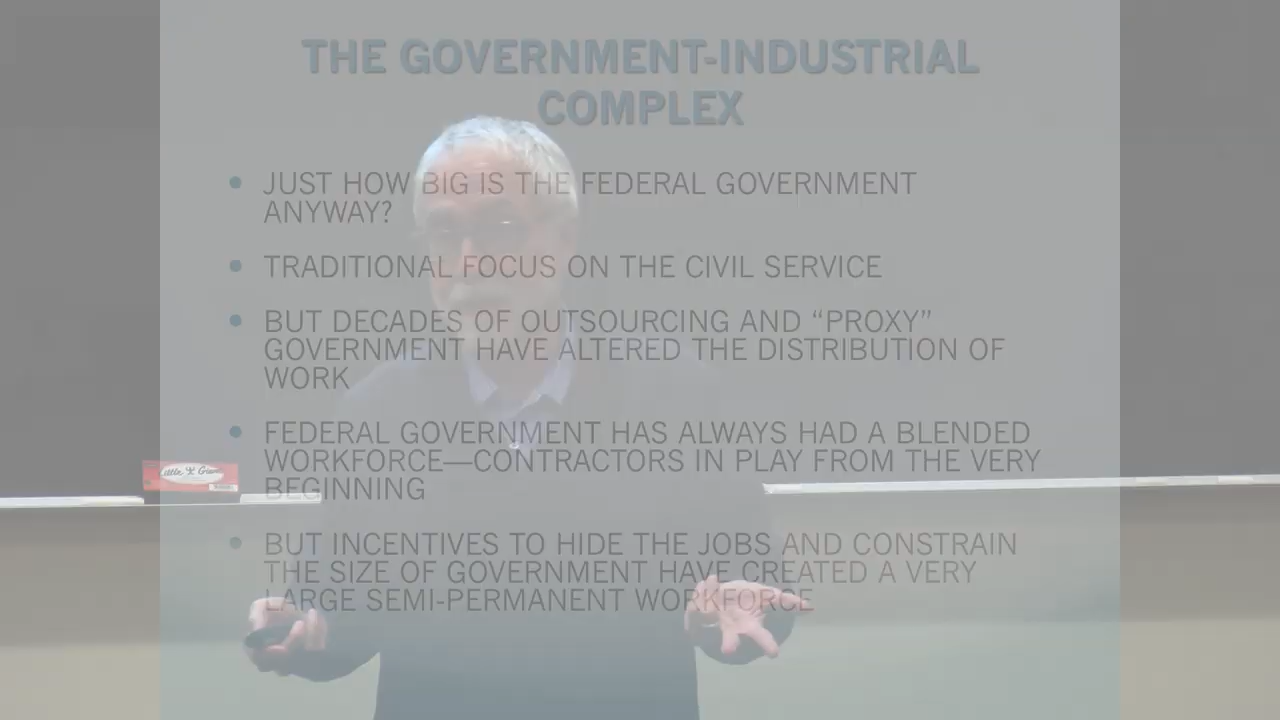 THE GOVERNMENT-INDUSTRIAL
COMPLEX
• JUST HOW BIG IS THE FEDERAL GOVERNMENT
ANYWAY?
• TRADITIONAL FOCUS ON THE CIVIL SERVICE
• BUT DECADES OF OUTSOURCING AND “PROXY”
GOVERNMENT HAVE ALTERED THE DISTRIBUTION OF
WORK
• FEDERAL GOVERNMENT HAS ALWAYS HAD A BLENDED
WORKFORCE—CONTRACTORS IN PLAY FROM THE VERY
BEGINNING
• BUT INCENTIVES TO HIDE THE JOBS AND CONSTRAIN
THE SIZE OF GOVERNMENT HAVE CREATED A VERY
LARGE SEMI-PERMANENT WORKFORCE